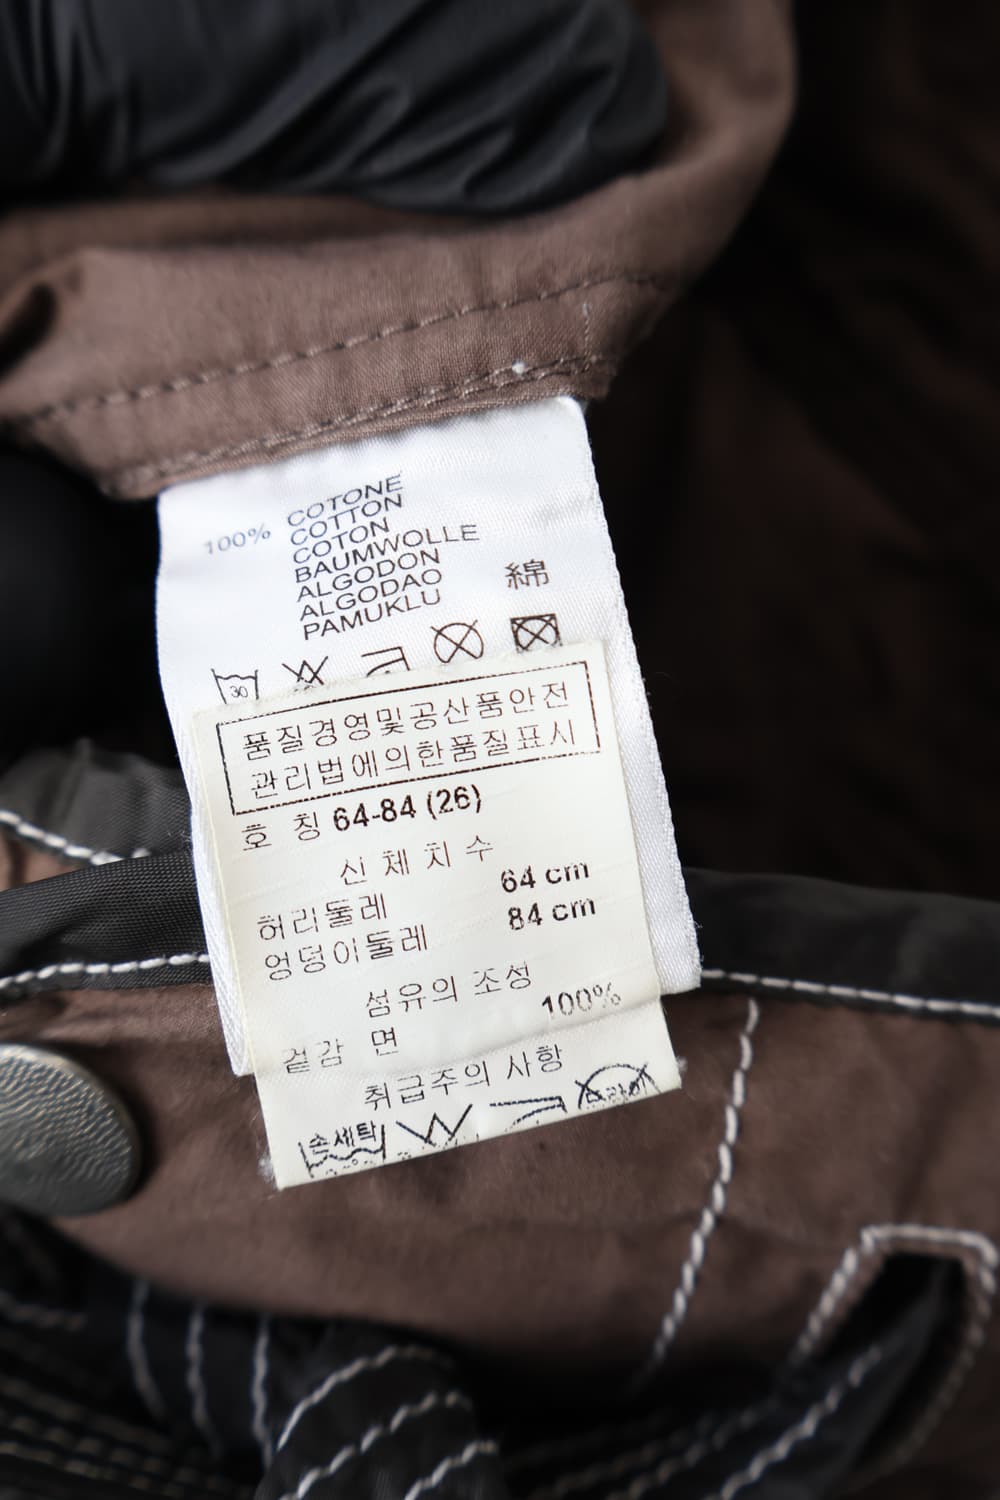 100% COTONE
COTTON
COTON
BAUMWOLLE
ALGODON
ALGODAO
PAMUKLU
綿
30
품질경영및공산품안전
관리법에의한품질표시
호 칭 64-84 (26)
신체치수
허리둘레 64 cm
엉덩이둘레 84 cm
섬유의 조성
겉감 면 100%
취급주의 사항
손세탁 드라이